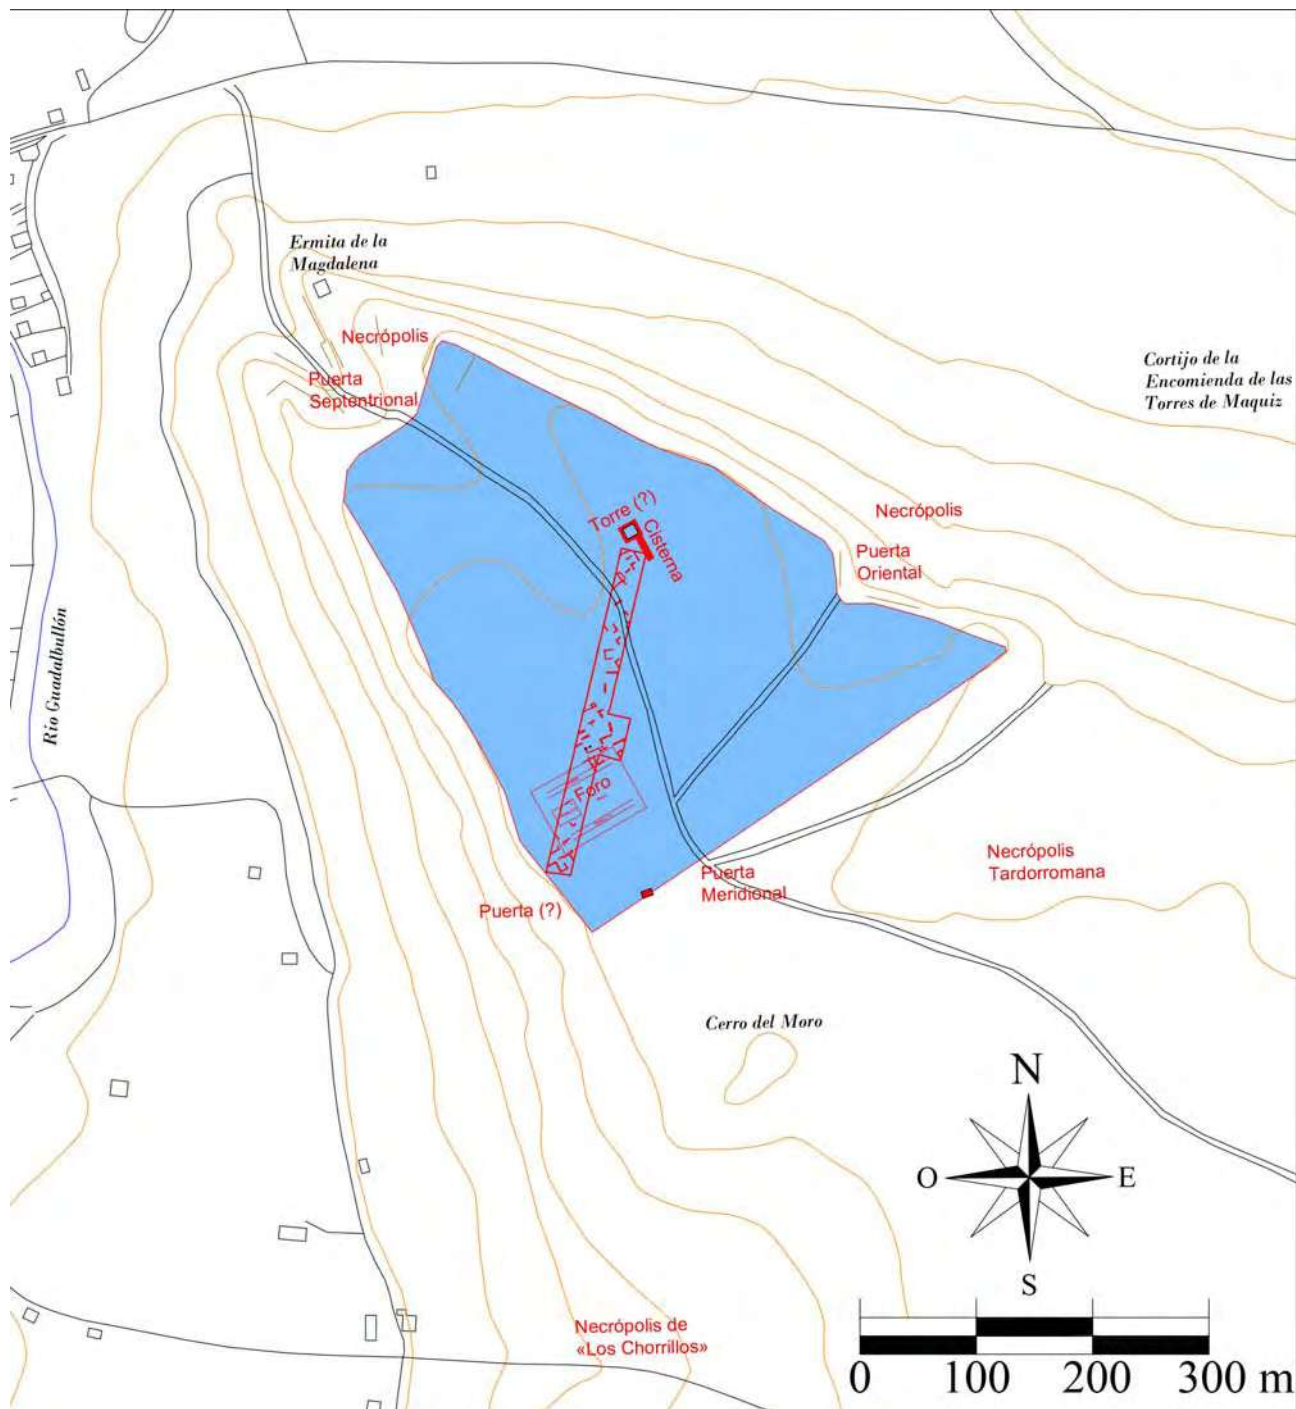 Ermita de la
Magdalena
Necrópolis
Puerta
Septentrional
Cortijo de la
Encomienda de las
Torres de Maquiz
Torre (?)
Cisterna
Necrópolis
Puerta
Oriental
Rio Guadalbullón
Foro
Necrópolis
Tardorromana
Puerta
Meridional
Puerta (?)
Cerro del Moro
N
O
E
S
Necrópolis de
«Los Chorrillos»
0 100 200 300 m